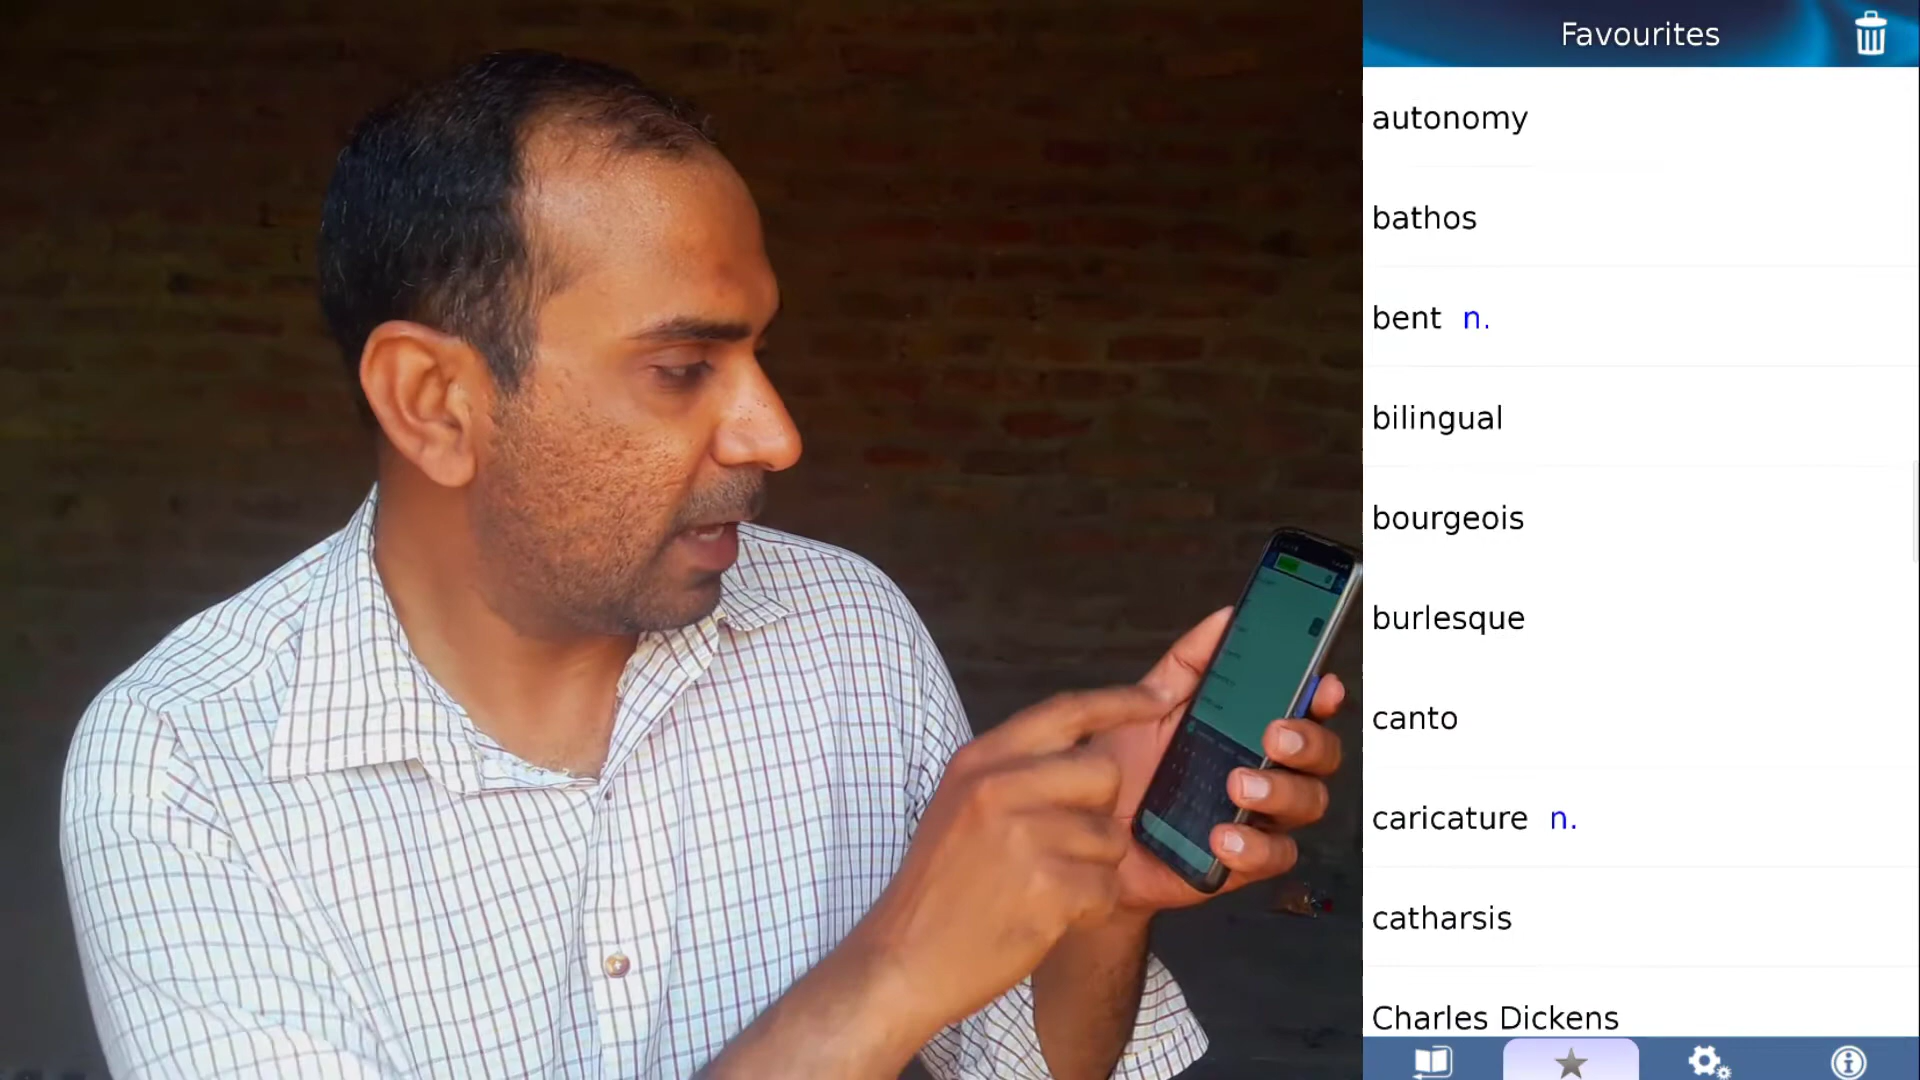 Favourites
autonomy
bathos
bent n.
bilingual
bourgeois
burlesque
canto
caricature n.
catharsis
Charles Dickens